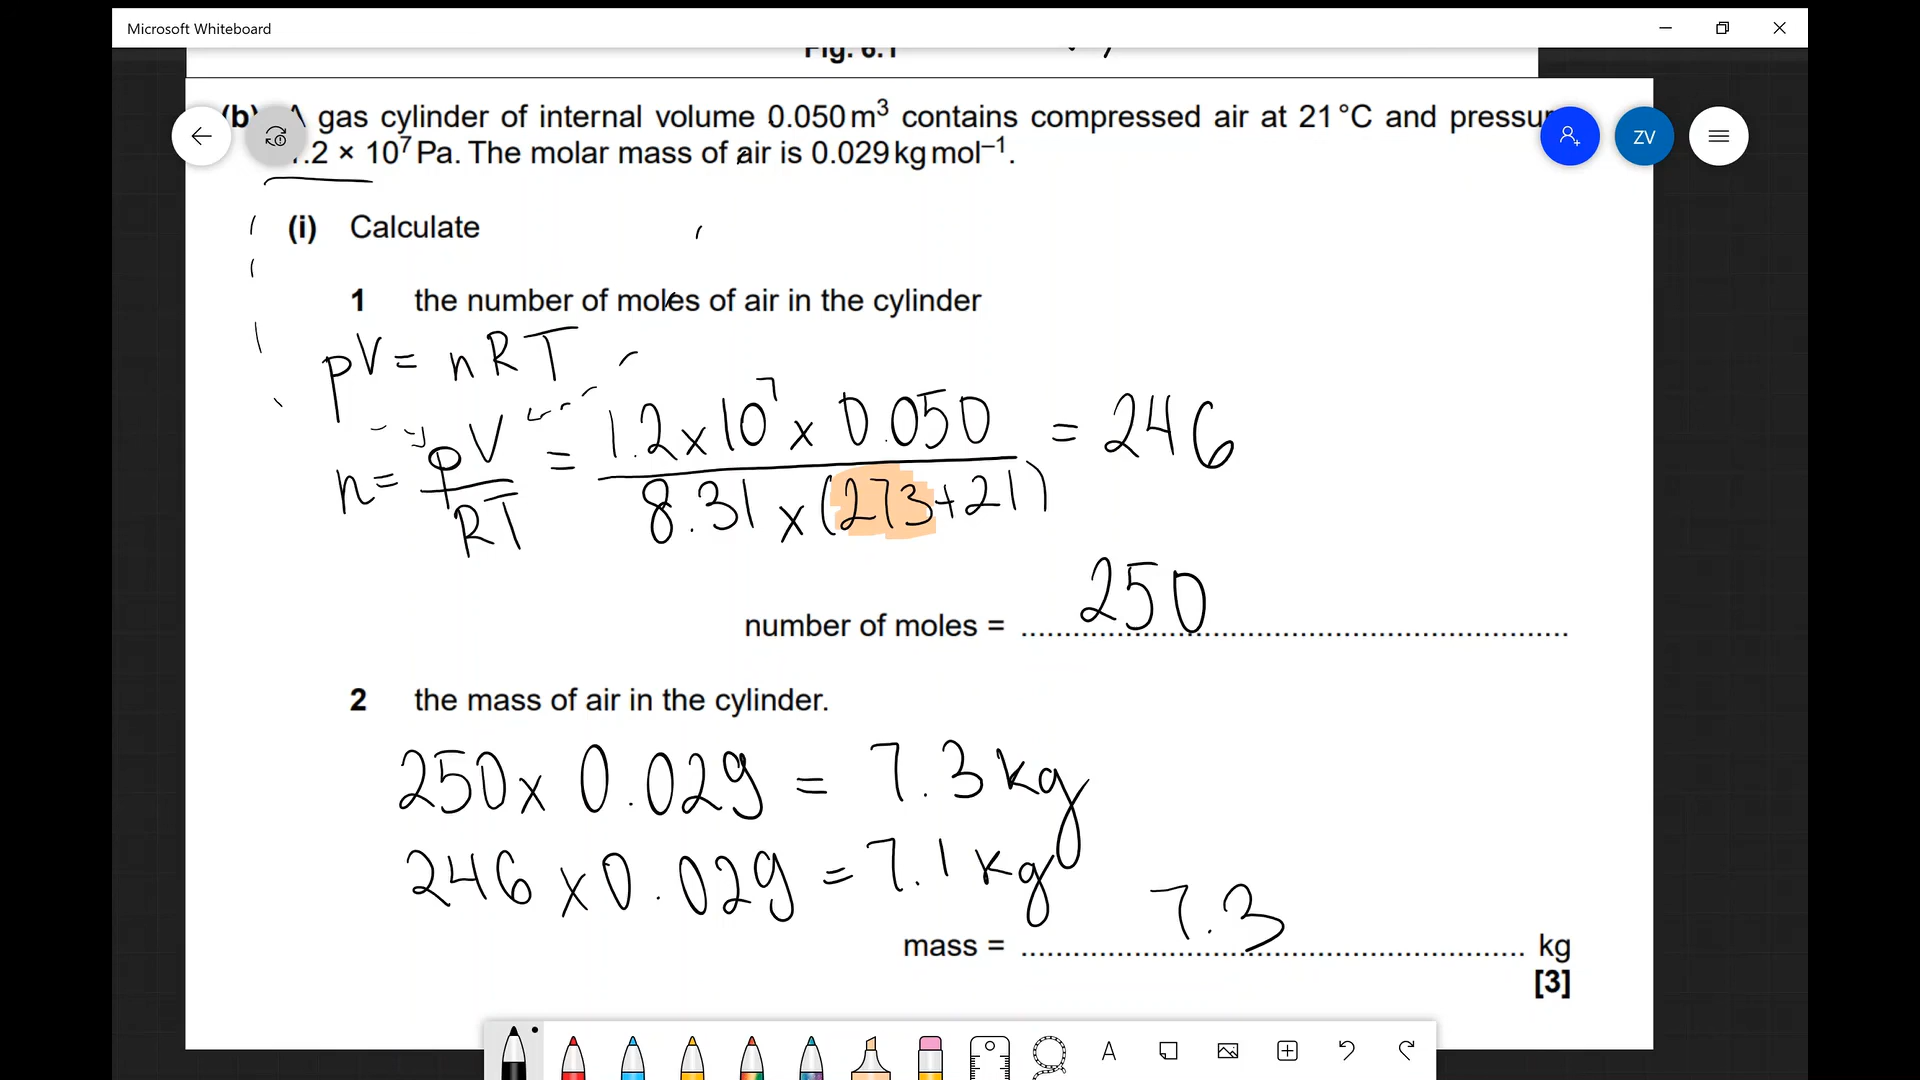 Microsoft Whiteboard
Fig. 6.1
(b) A gas cylinder of internal volume 0.050 m³ contains compressed air at 21 °C and
.2 × 10⁷ Pa. The molar mass of air is 0.029 kg mol⁻¹.
ZV
(i) Calculate
1 the number of moles of air in the cylinder
pV = nRT
n = pV/RT = 1.2 x 10⁷ x 0.050 / 8.31 x (273+21) = 246
250
number of moles = ..........
2 the mass of air in the cylinder.
250 x 0.029 = 7.3 kg
246 x 0.029 = 7.1 kg
7.3
mass = .......... kg
[3]
A